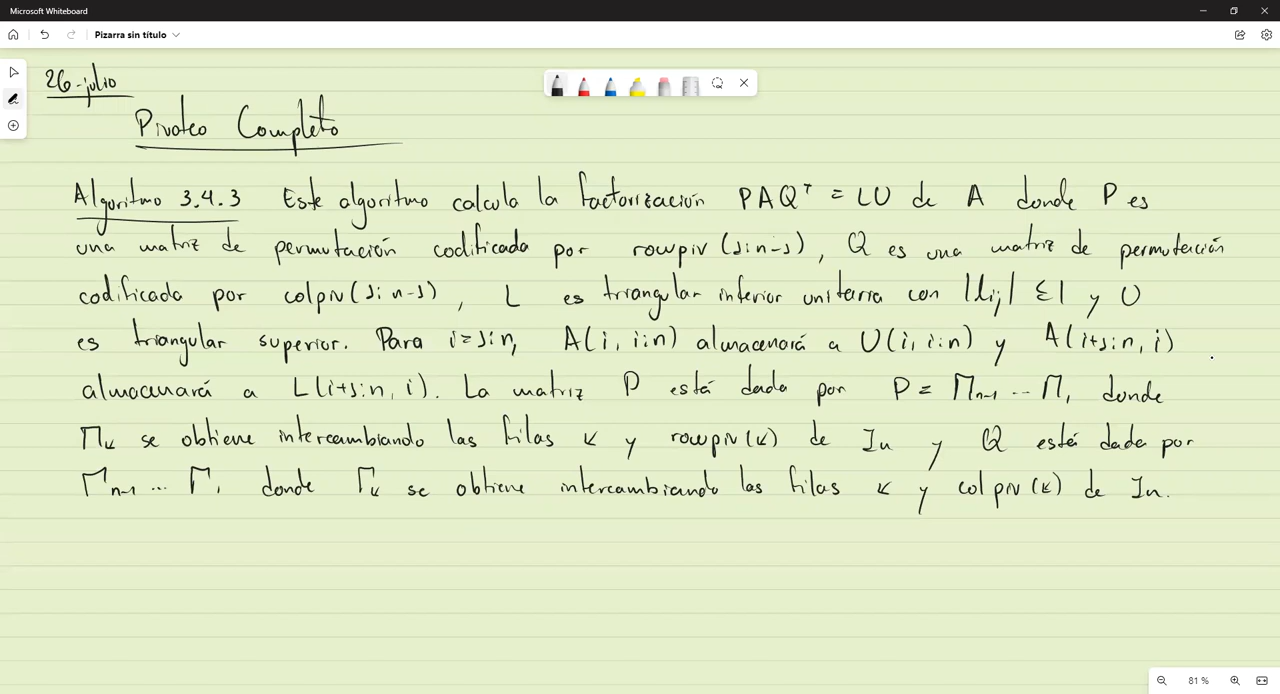 Microsoft Whiteboard
Pizarra sin título
26-julio
Pivoteo Completo
Algoritmo 3.4.3 Este algoritmo calcula la factorización PAQᵀ = LU de A donde P es
una matriz de permutación codificada por rowpiv(1:n-1), Q es una matriz de permutación
codificada por colpiv(1:n-1), L es triangular inferior unitaria con |lij| ≤1 y U
es triangular superior. Para i=1:n, A(i, i:n) almacenará a U(i, i:n) y A(i+1:n, i)
almacenará a L(i+1:n, i). La matriz P está dada por P = Πn-1 ... Π1 donde
Πk se obtiene intercambiando las filas k y rowpiv(k) de In y Q está dada por
Γn-1 ... Γ1 donde Γk se obtiene intercambiando las filas k y colpiv(k) de In.
81 %